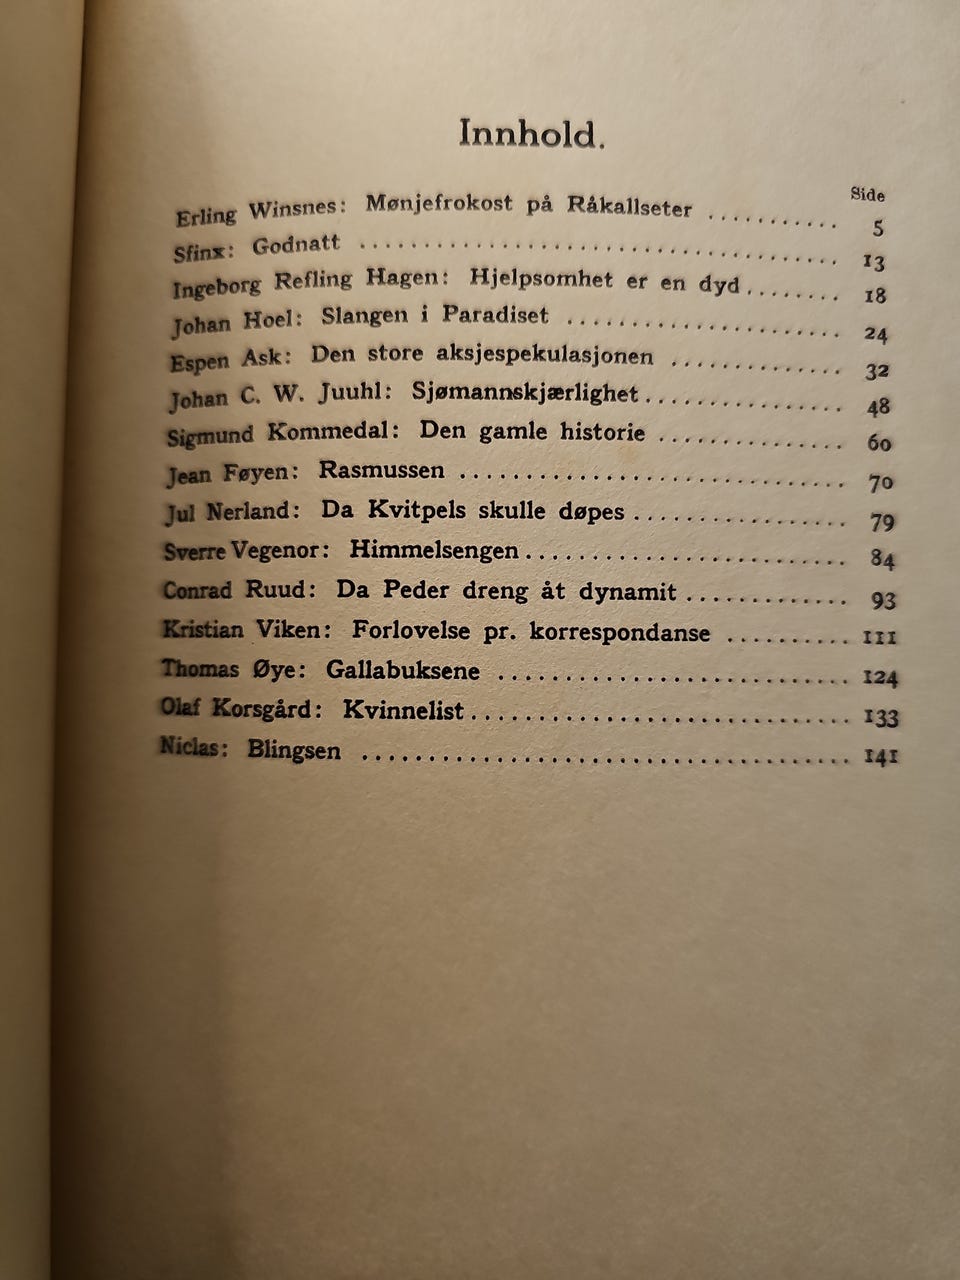 Innhold.
Side
Erling Winsnes: Mønjefrokost på Råkallseter ............ 5
Sfinx: Godnatt ........................................ 13
Ingeborg Refling Hagen: Hjelpsomhet er en dyd ........ 18
Johan Hoel: Slangen i Paradiset ...................... 24
Espen Ask: Den store aksjespekulasjonen .............. 32
Johan C. W. Juuhl: Sjømannskjærlighet ................ 48
Sigmund Kommedal: Den gamle historie ................ 60
Jean Føyen: Rasmussen ................................ 70
Jul Nerland: Da Kvitpels skulle døpes ................ 79
Sverre Vegenor: Himmelsengen ........................ 84
Conrad Ruud: Da Peder dreng åt dynamit .............. 93
Kristian Viken: Forlovelse pr. korrespondanse .......... 111
Thomas Øye: Gallabuksene ............................ 124
Olaf Korsgård: Kvinnelist ............................ 133
Niclas: Blingsen ...................................... 141